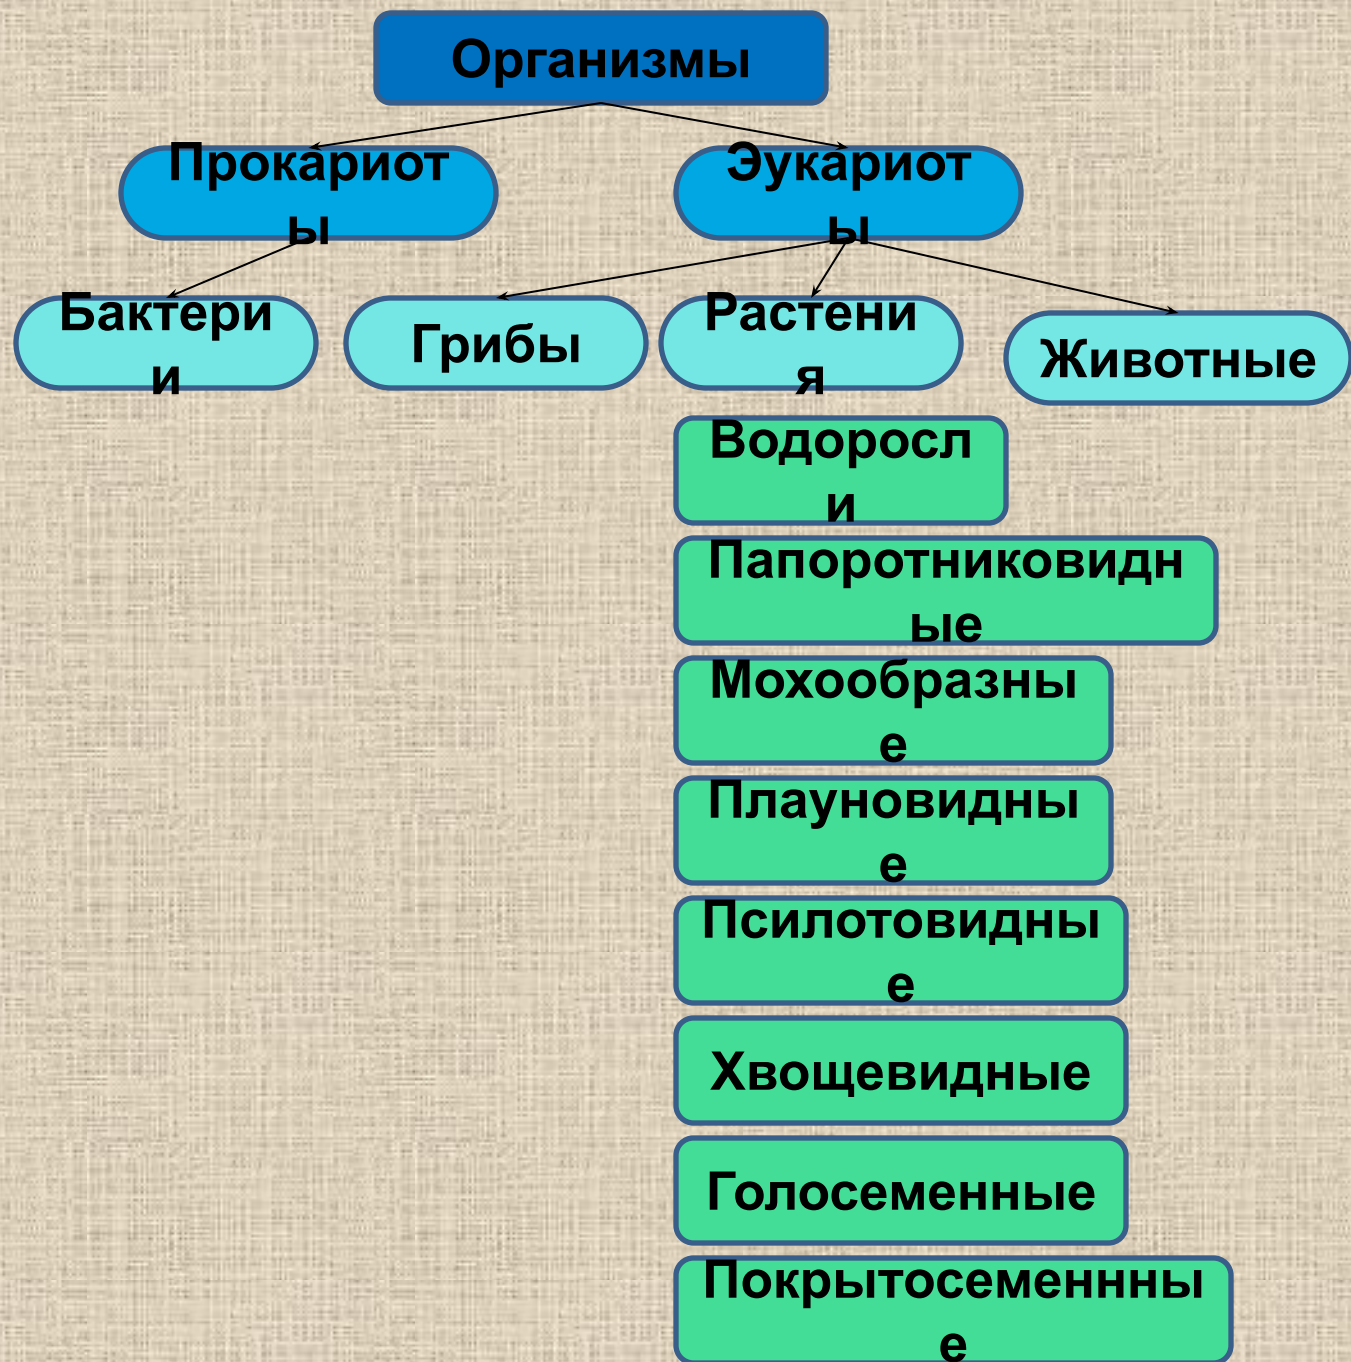 Организмы
Прокариот
ы
Эукариот
ы
Бактери
и
Грибы
Растени
я
Животные
Водоросл
и
Папоротниковидн
ые
Мохообразны
е
Плауновидны
е
Псилотовидны
е
Хвощевидные
Голосеменные
Покрытосеменнны
е